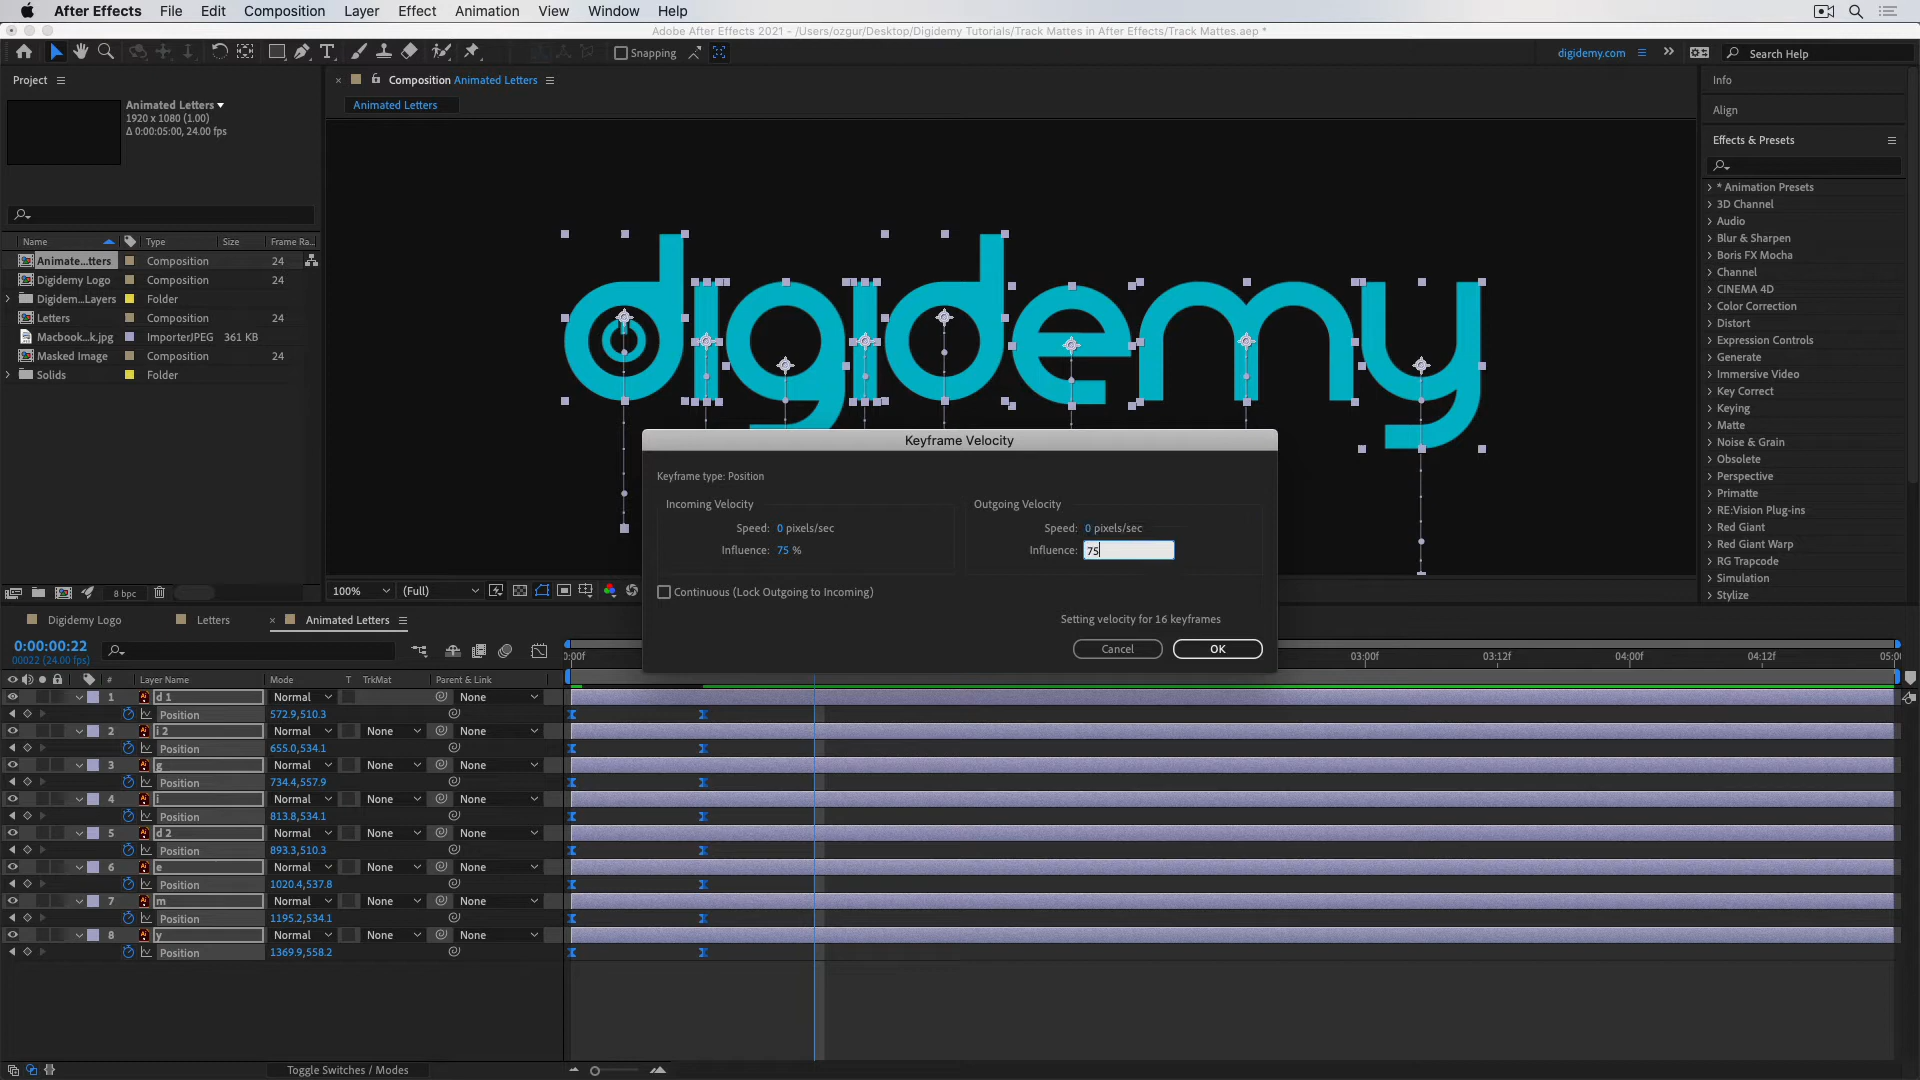 After Effects File Edit Composition Layer Effect Animation View Window Help
Adobe After Effects 2021 - /Users/ozgur/Desktop/Digidemy Tutorials/Track Mattes in After Effects/Track Mattes.aep *
Snapping
digidemy.com
Search Help
Project
Animated Letters
1920 x 1080 (1.00)
Δ 0:00:05:00, 24.00 fps
Name Type Size Frame Ra...
Animate...tters Composition 24
Digidemy Logo Composition 24
Digidem...Layers Folder
Letters Composition 24
Macbook...k.jpg ImporterJPEG 361 KB
Masked Image Composition 24
Solids Folder
8 bpc
Composition Animated Letters
Animated Letters
digidemy
100% (Full)
Keyframe Velocity
Keyframe type: Position
Incoming Velocity
Speed: 0 pixels/sec
Influence: 75 %
Outgoing Velocity
Speed: 0 pixels/sec
Influence: 75
Continuous (Lock Outgoing to Incoming)
Setting velocity for 16 keyframes
Cancel OK
Info
Align
Effects & Presets
* Animation Presets
3D Channel
Audio
Blur & Sharpen
Boris FX Mocha
Channel
CINEMA 4D
Color Correction
Distort
Expression Controls
Generate
Immersive Video
Key Correct
Keying
Matte
Noise & Grain
Obsolete
Perspective
Primatte
RE:Vision Plug-ins
Red Giant
Red Giant Warp
RG Trapcode
Simulation
Stylize
Digidemy Logo Letters Animated Letters
0:00:00:22
00022 (24.00 fps)
0:00f 03:00f 03:12f 04:00f 04:12f 05:00
# Layer Name Mode T TrkMat Parent & Link
1 d 1 Normal None
Position 572.9,510.3
2 i 2 Normal None None
Position 655.0,534.1
3 g Normal None None
Position 734.4,557.9
4 i Normal None None
Position 813.8,534.1
5 d 2 Normal None None
Position 893.3,510.3
6 e Normal None None
Position 1020.4,537.8
7 m Normal None None
Position 1195.2,534.1
8 y Normal None None
Position 1369.9,558.2
Toggle Switches / Modes